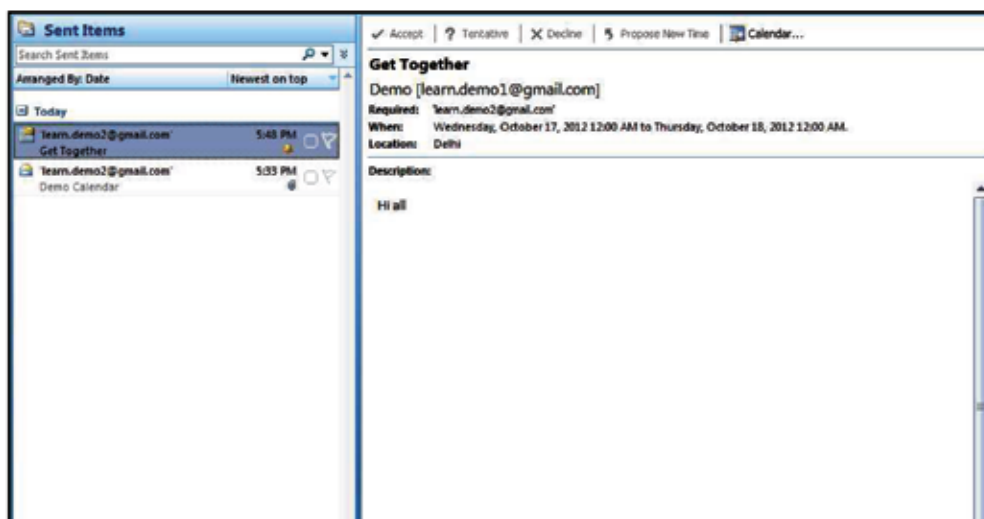 Sent Items
Search Sent Items
Arranged By: Date Newest on top
Today
'learn.demo2@gmail.com' 5:48 PM
Get Together
'learn.demo2@gmail.com' 5:33 PM
Demo Calendar
Accept | ? Tentative | X Decline | Propose New Time | Calendar...
Get Together
Demo [learn.demo1@gmail.com]
Required: 'learn.demo2@gmail.com'
When: Wednesday, October 17, 2012 12:00 AM to Thursday, October 18, 2012 12:00 AM.
Location: Delhi
Description:
Hi all